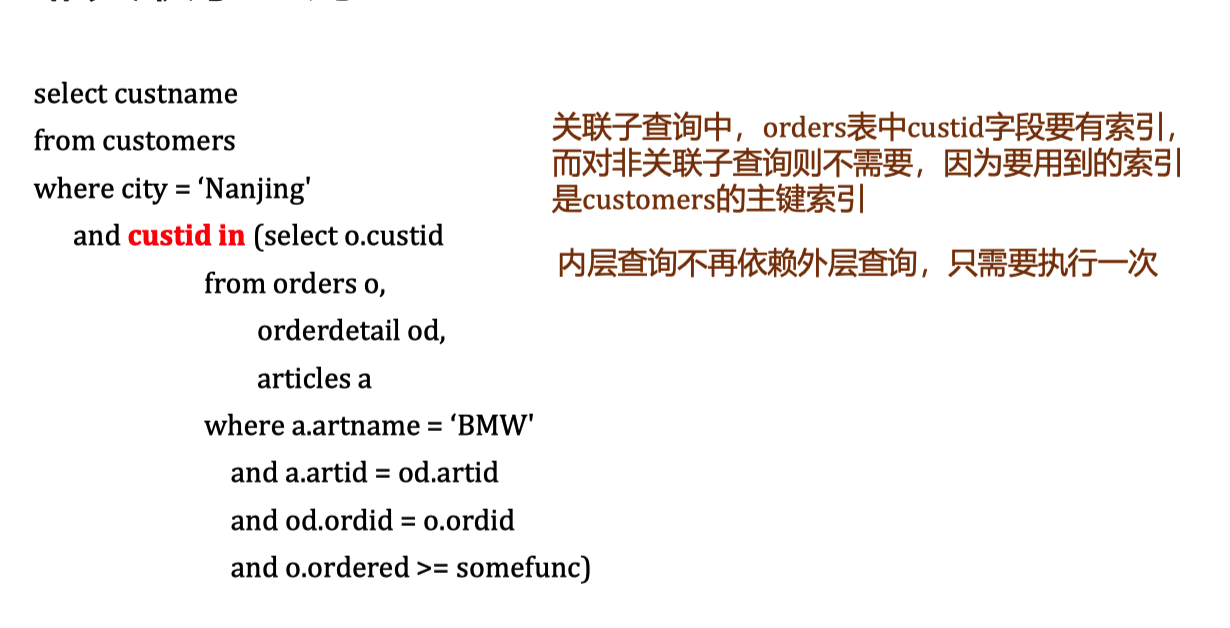 select custname
from customers
where city = ‘Nanjing'
and custid in (select o.custid
from orders o,
orderdetail od,
articles a
where a.artname = ‘BMW'
and a.artid = od.artid
and od.ordid = o.ordid
and o.ordered >= somefunc)
关联子查询中，orders表中custid字段要有索引，
而对非关联子查询则不需要，因为要用到的索引
是customers的主键索引
内层查询不再依赖外层查询，只需要执行一次